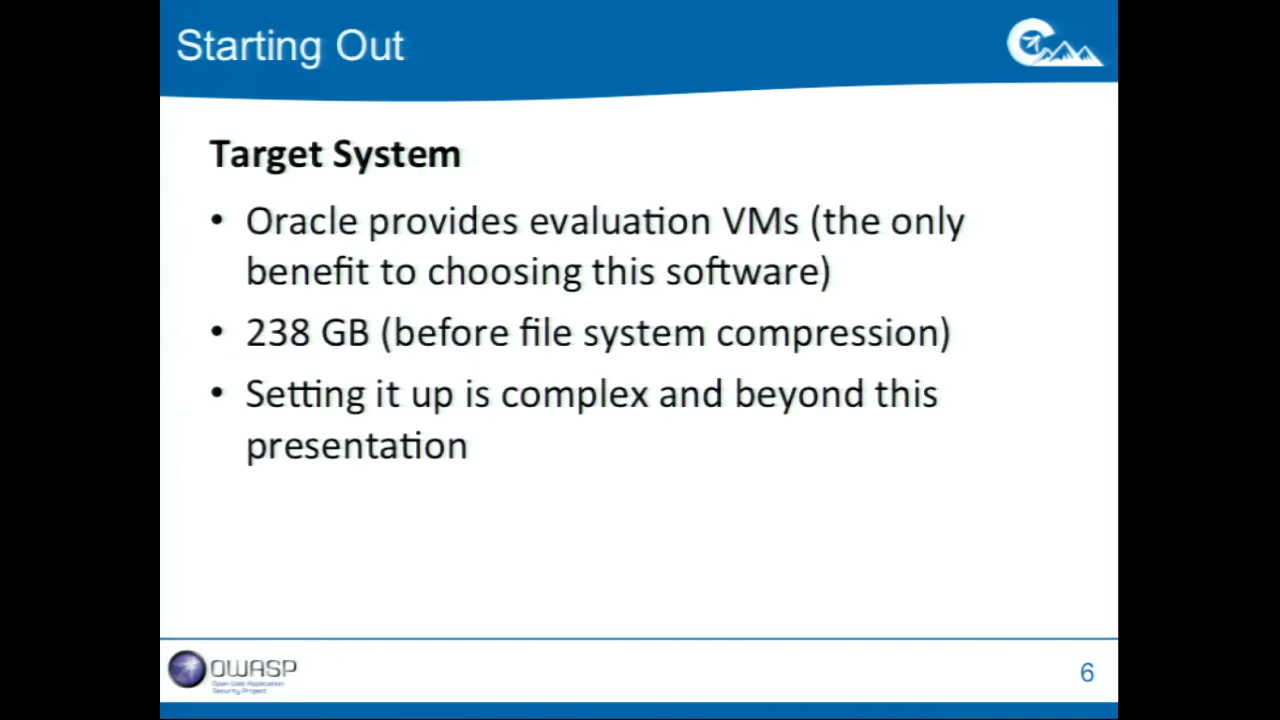 Starting Out
Target System
• Oracle provides evaluation VMs (the only
benefit to choosing this software)
• 238 GB (before file system compression)
• Setting it up is complex and beyond this
presentation
OWASP
Open Web Application
Security Project
6